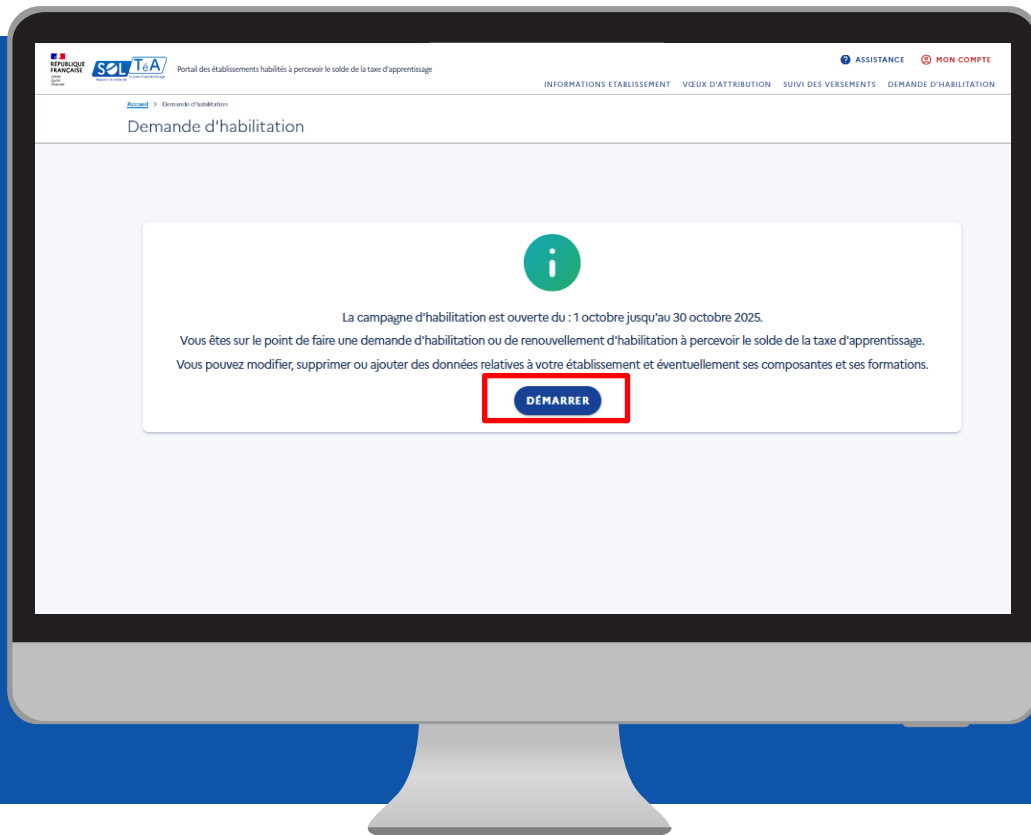 RÉPUBLIQUE
FRANÇAISE
Liberté
Égalité
Fraternité
SOLTéA
Portail des établissements habilités à percevoir le solde de la taxe d'apprentissage
ASSISTANCE
MON COMPTE
INFORMATIONS ETABLISSEMENT
VŒUX D'ATTRIBUTION
SUIVI DES VERSEMENTS
DEMANDE D'HABILITATION
Accueil > Demande d'habilitation
Demande d'habilitation
i
La campagne d'habilitation est ouverte du : 1 octobre jusqu'au 30 octobre 2025.
Vous êtes sur le point de faire une demande d'habilitation ou de renouvellement d'habilitation à percevoir le solde de la taxe d'apprentissage.
Vous pouvez modifier, supprimer ou ajouter des données relatives à votre établissement et éventuellement ses composantes et ses formations.
DÉMARRER